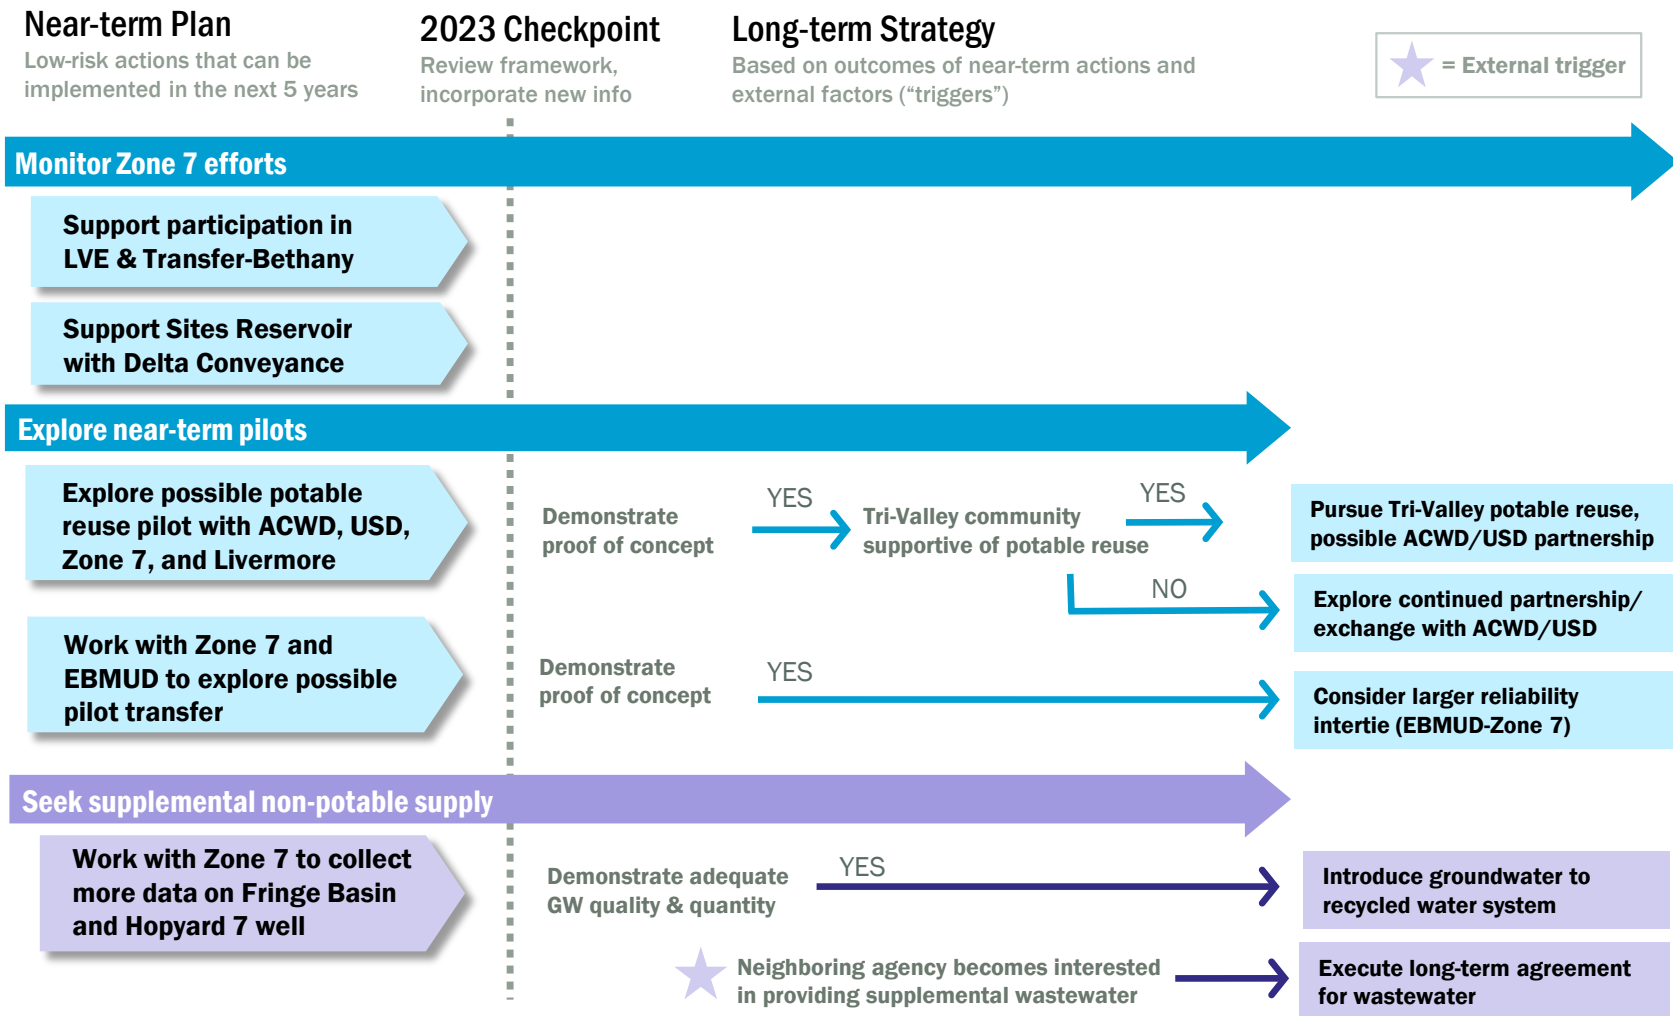 Near-term Plan
Low-risk actions that can be
implemented in the next 5 years
2023 Checkpoint
Review framework,
incorporate new info
Long-term Strategy
Based on outcomes of near-term actions and
external factors (“triggers”)
= External trigger
Monitor Zone 7 efforts
Support participation in
LVE & Transfer-Bethany
Support Sites Reservoir
with Delta Conveyance
Explore near-term pilots
Explore possible potable
reuse pilot with ACWD, USD,
Zone 7, and Livermore
Demonstrate
proof of concept
YES
Tri-Valley community
supportive of potable reuse
YES
Pursue Tri-Valley potable reuse,
possible ACWD/USD partnership
NO
Explore continued partnership/
exchange with ACWD/USD
Work with Zone 7 and
EBMUD to explore possible
pilot transfer
Demonstrate
proof of concept
YES
Consider larger reliability
intertie (EBMUD-Zone 7)
Seek supplemental non-potable supply
Work with Zone 7 to collect
more data on Fringe Basin
and Hopyard 7 well
Demonstrate adequate
GW quality & quantity
YES
Introduce groundwater to
recycled water system
Neighboring agency becomes interested
in providing supplemental wastewater
Execute long-term agreement
for wastewater